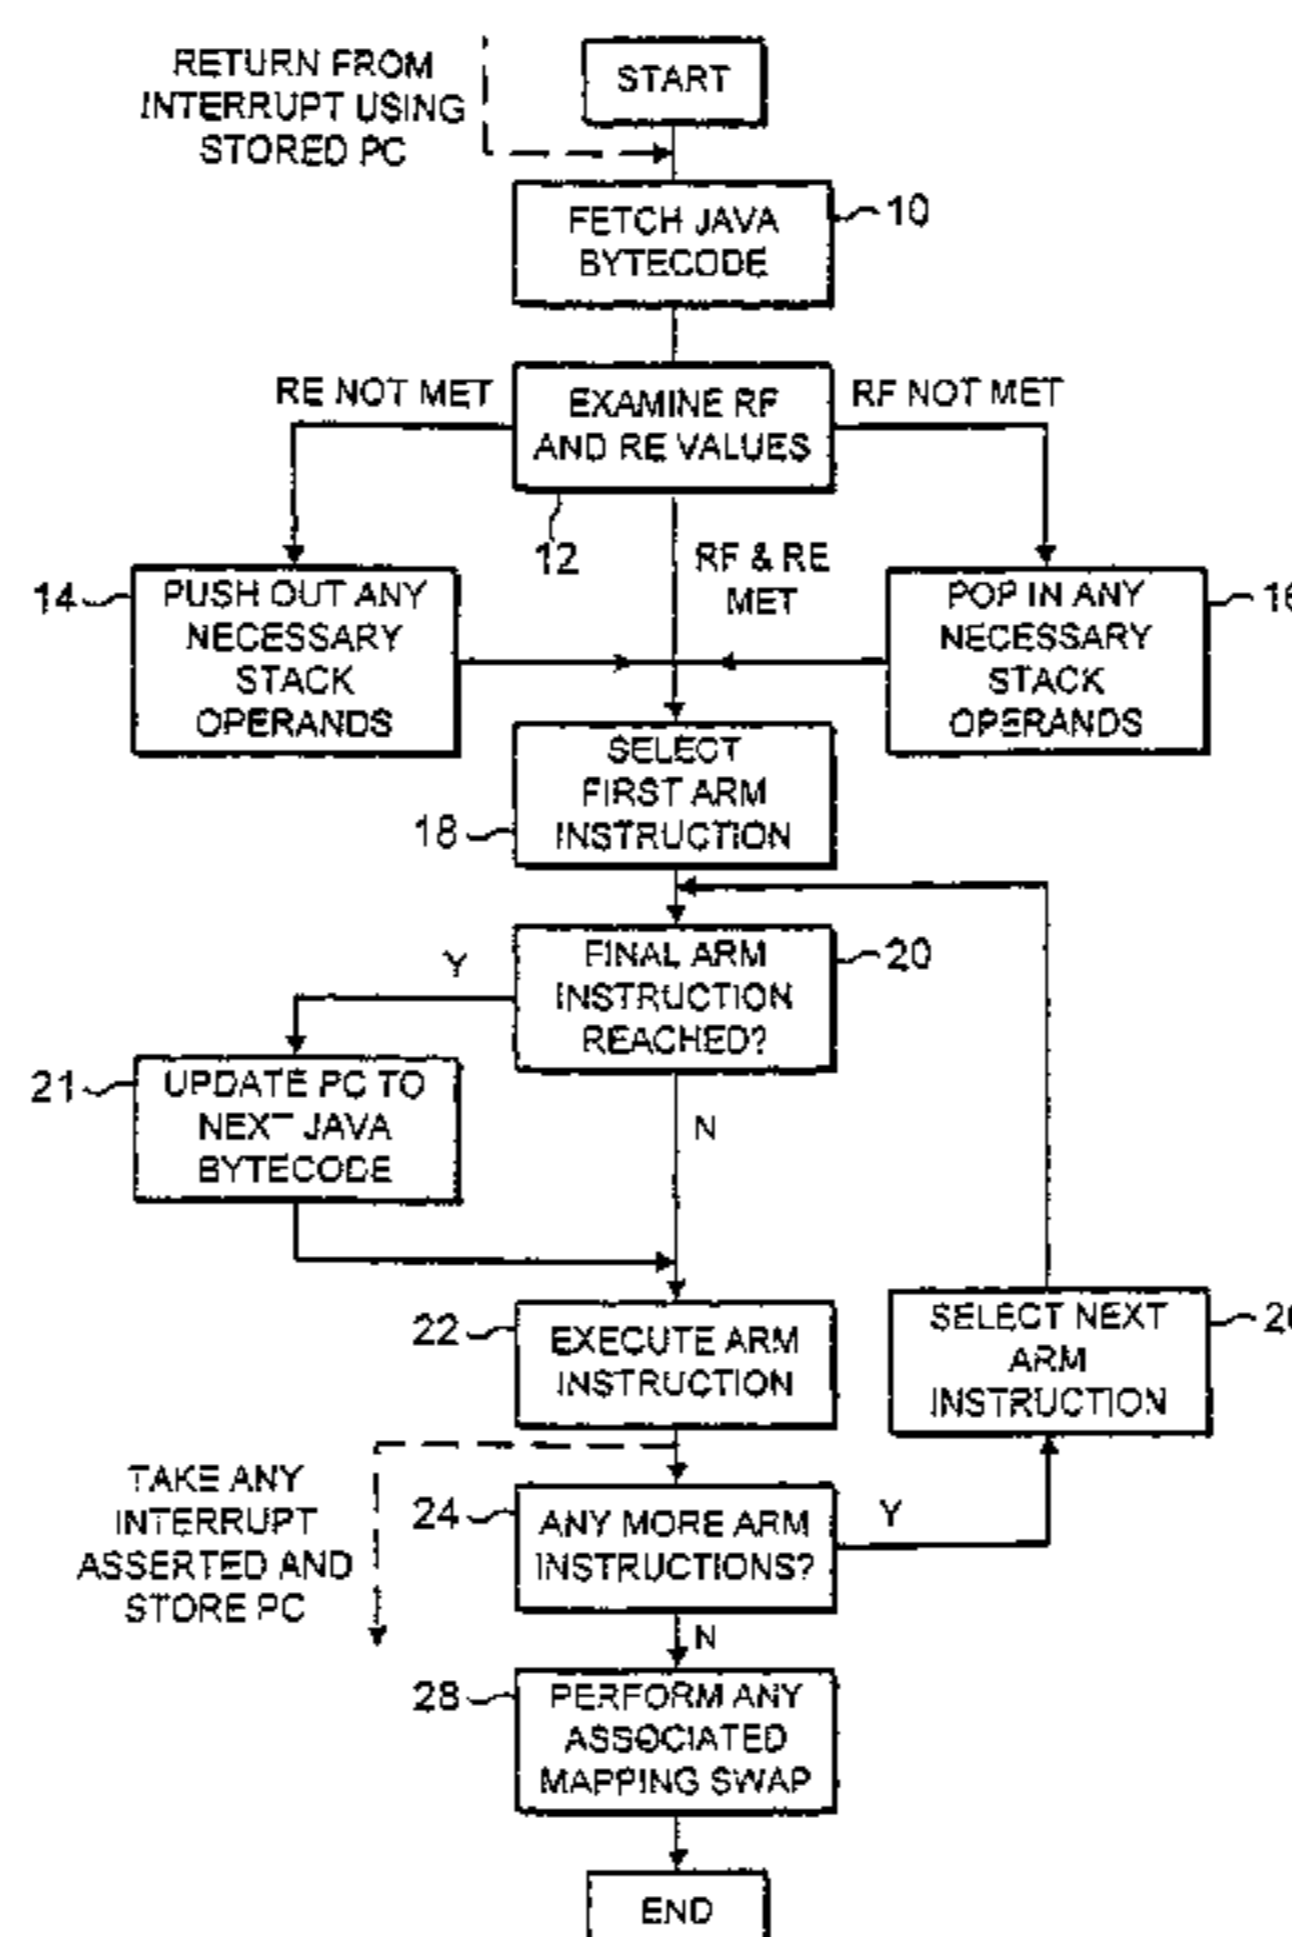 RETURN FROM
INTERRUPT USING
STORED PC
START
FETCH JAVA
BYTECODE
10
RE NOT MET
EXAMINE RF
AND RE VALUES
RF NOT MET
12
RF & RE
MET
14
PUSH OUT ANY
NECESSARY
STACK
OPERANDS
POP IN ANY
NECESSARY
STACK
OPERANDS
16
SELECT
FIRST ARM
INSTRUCTION
18
FINAL ARM
INSTRUCTION
REACHED?
20
Y
21
UPDATE PC TO
NEXT JAVA
BYTECODE
N
22
EXECUTE ARM
INSTRUCTION
SELECT NEXT
ARM
INSTRUCTION
TAKE ANY
INTERRUPT
ASSERTED AND
STORE PC
24
ANY MORE ARM
INSTRUCTIONS?
Y
N
28
PERFORM ANY
ASSOCIATED
MAPPING SWAP
END